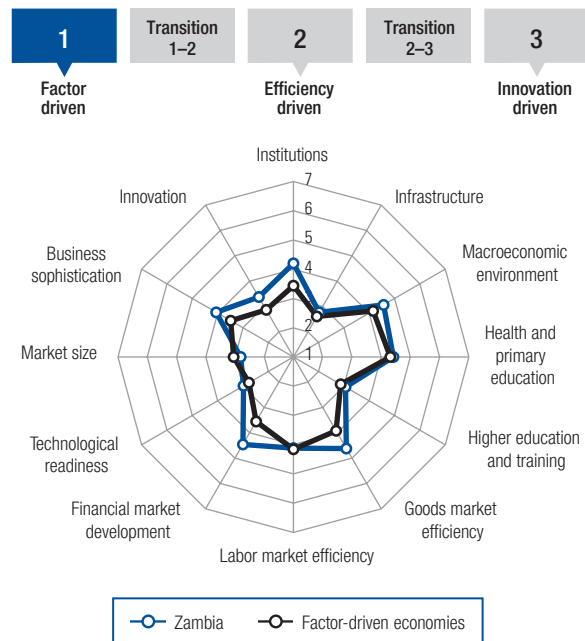 1
Transition
1–2
2
Transition
2–3
3
Factor
driven
Efficiency
driven
Innovation
driven
Institutions
7
6
5
4
3
2
1
Infrastructure
Macroeconomic
environment
Health and
primary
education
Higher education
and training
Goods market
efficiency
Labor market efficiency
Financial market
development
Technological
readiness
Market size
Business
sophistication
Innovation
Zambia
Factor-driven economies